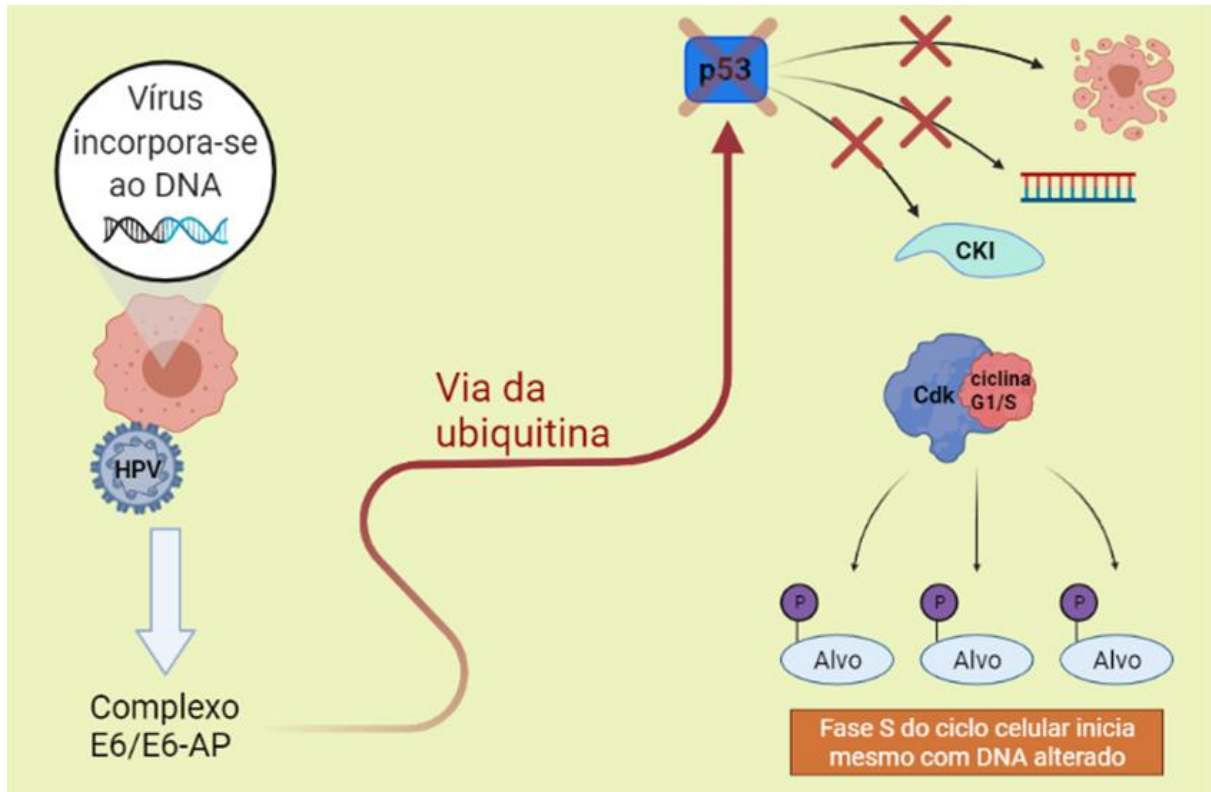 Vírus
incorpora-se
ao DNA
HPV
Complexo
E6/E6-AP
Via da
ubiquitina
p53
CKI
Cdk
ciclina
G1/S
P
P
P
Alvo
Alvo
Alvo
Fase S do ciclo celular inicia
mesmo com DNA alterado